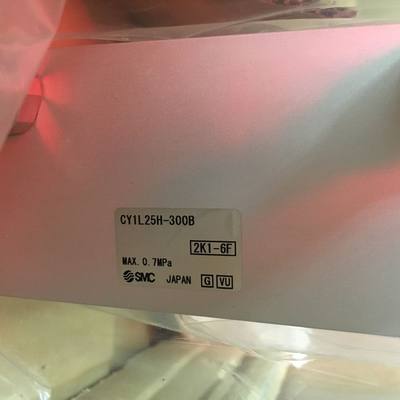 CY1L25H-300B
2K1-6F
MAX. 0.7MPa
SMC JAPAN G VU